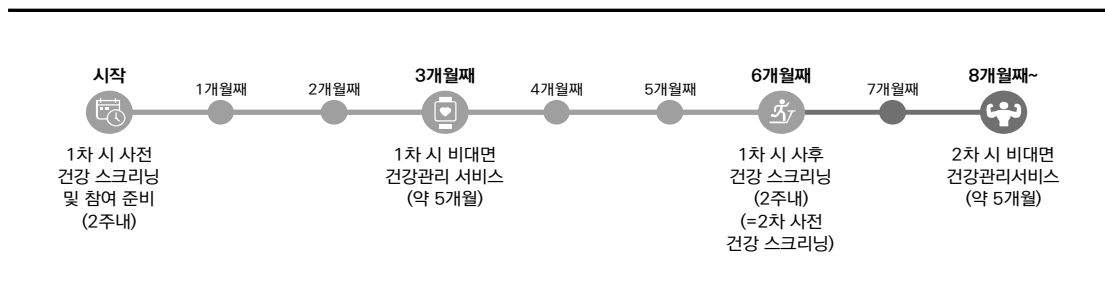 시작
1개월째
2개월째
3개월째
4개월째
5개월째
6개월째
7개월째
8개월째~
1차 시 사전
건강 스크리닝
및 참여 준비
(2주내)
1차 시 비대면
건강관리 서비스
(약 5개월)
1차 시 사후
건강 스크리닝
(2주내)
(=2차 사전
건강 스크리닝)
2차 시 비대면
건강관리서비스
(약 5개월)